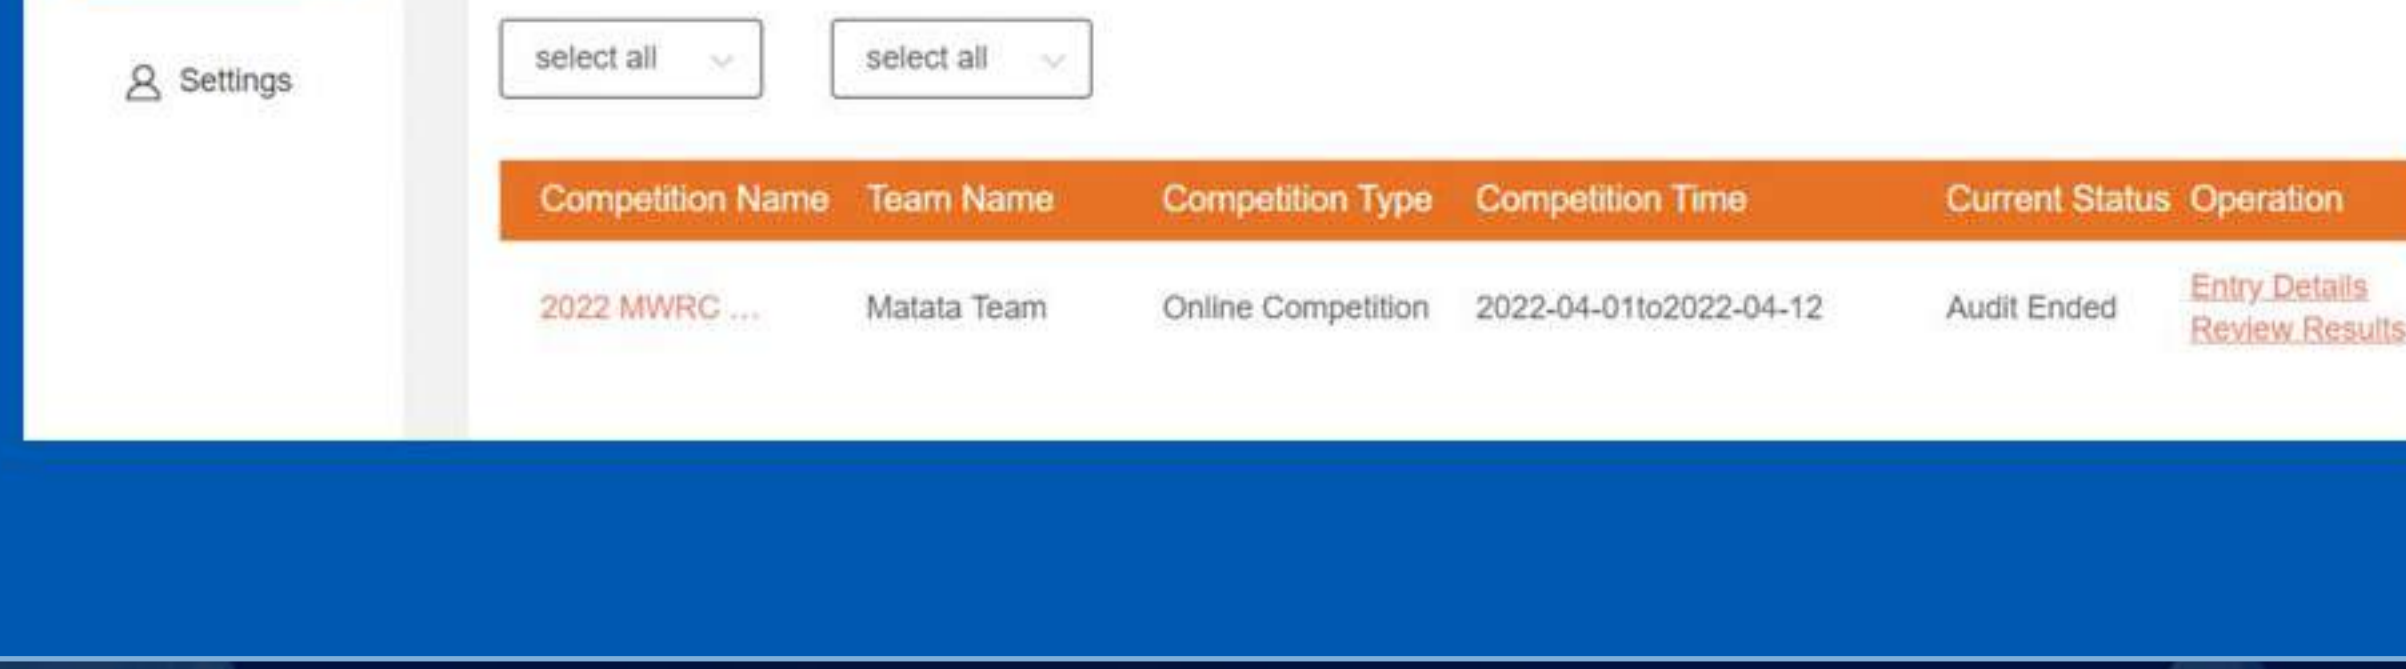 Settings
select all
select all
Competition Name Team Name Competition Type Competition Time Current Status Operation
2022 MWRC ... Matata Team Online Competition 2022-04-01to2022-04-12 Audit Ended Entry Details
Review Results